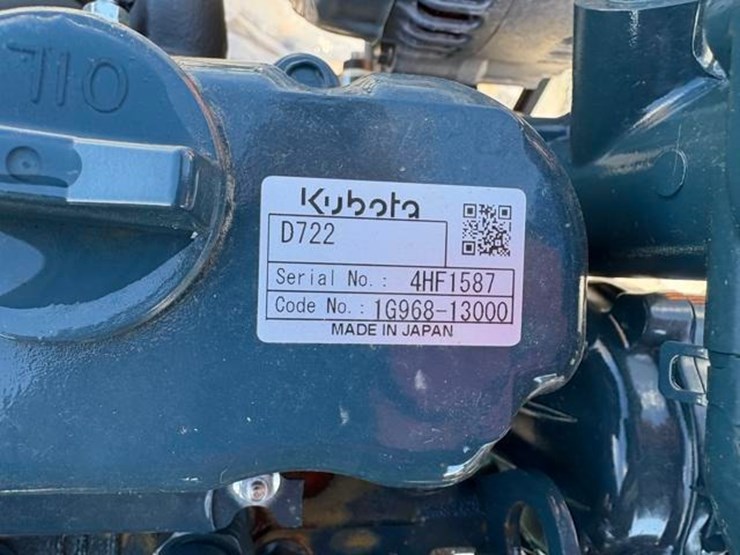 OIL
Kubota
D722
Serial No.: 4HF1587
Code No.: 1G968-13000
MADE IN JAPAN